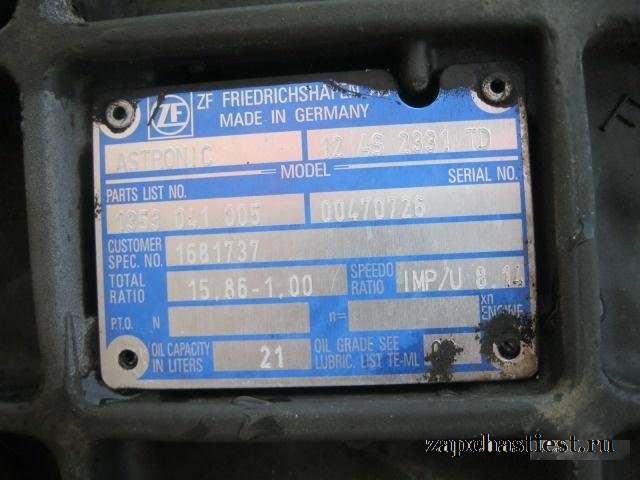 ZF ZF FRIEDRICHSHAFEN
MADE IN GERMANY
ASTRONIC 12 AS 2331 TD
MODEL
PARTS LIST NO. SERIAL NO.
1353 041 005 00470726
CUSTOMER
SPEC. NO. 1681737
TOTAL
RATIO 15,86-1,00 SPEEDO
RATIO IMP/U 8.
P.T.O. N n= xn
ENGINE
OIL CAPACITY
IN LITERS 21 OIL GRADE SEE
LUBRIC. LIST TE-ML
zapchastiest.ru